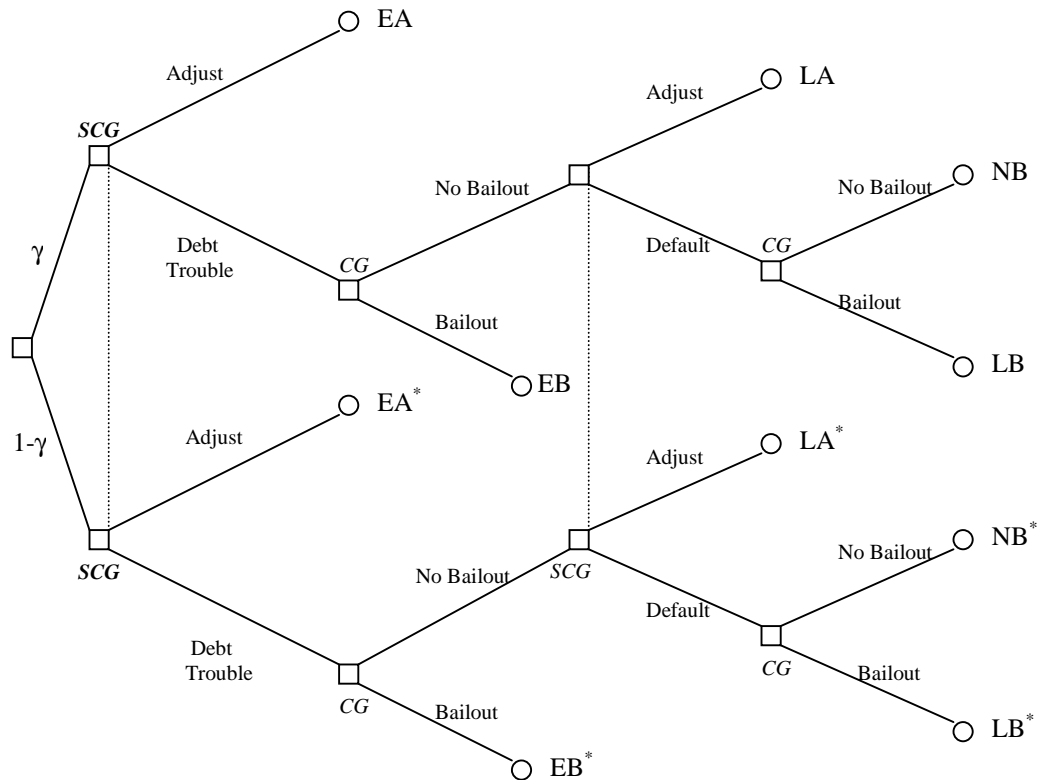 EA
Adjust
LA
Adjust
SCG
NB
No Bailout
No Bailout
γ
Debt
Trouble
CG
Default
CG
Bailout
Bailout
EB
LB
EA*
1-γ
Adjust
LA*
Adjust
NB*
No Bailout
SCG
No Bailout
SCG
Default
Debt
Trouble
CG
CG
Bailout
Bailout
LB*
EB*